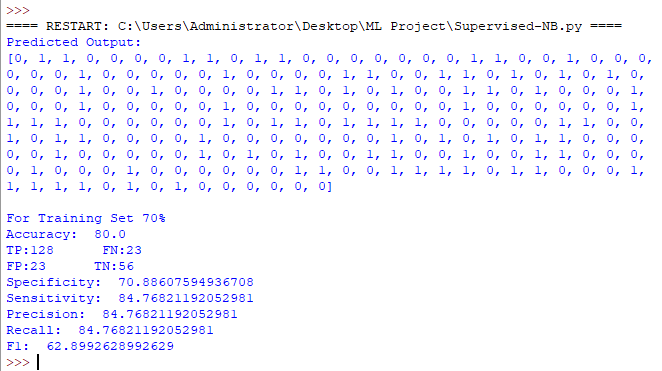 >>>
==== RESTART: C:\Users\Administrator\Desktop\ML Project\Supervised-NB.py ====
Predicted Output:
[0, 1, 1, 0, 0, 0, 0, 1, 1, 0, 1, 1, 0, 0, 0, 0, 0, 0, 0, 1, 1, 0, 0, 1, 0, 0, 0,
0, 0, 0, 1, 0, 0, 0, 0, 0, 1, 0, 0, 0, 0, 1, 1, 0, 0, 0, 1, 1, 0, 1, 0, 1, 0, 1, 0,
0, 0, 0, 1, 0, 0, 1, 0, 0, 0, 0, 1, 1, 0, 1, 0, 1, 0, 0, 1, 1, 0, 1, 0, 0, 0, 1,
0, 0, 0, 1, 0, 0, 0, 0, 0, 1, 0, 0, 0, 0, 0, 0, 0, 0, 0, 1, 0, 0, 0, 0, 0, 1,
1, 1, 1, 0, 0, 0, 0, 0, 0, 1, 0, 1, 1, 0, 1, 1, 1, 1, 0, 0, 0, 0, 0, 1, 1, 0, 0,
1, 0, 1, 1, 0, 0, 0, 0, 1, 0, 0, 0, 0, 0, 0, 0, 1, 0, 1, 0, 1, 0, 1, 1, 0, 0, 0,
0, 0, 1, 0, 0, 0, 0, 0, 1, 0, 1, 0, 1, 0, 0, 1, 1, 0, 0, 1, 0, 0, 1, 1, 0, 0, 0,
0, 1, 0, 0, 0, 1, 0, 0, 0, 0, 0, 0, 1, 1, 0, 0, 1, 1, 1, 1, 0, 1, 1, 0, 0, 0, 1,
1, 1, 1, 1, 0, 1, 0, 1, 0, 1, 0, 0, 0, 0, 0, 0]
For Training Set 70%
Accuracy:  80.0
TP:128      FN:23
FP:23      TN:56
Specificity:  70.88607594936708
Sensitivity:  84.76821192052981
Precision:  84.76821192052981
Recall:  84.76821192052981
F1:  62.8992628992629
>>>